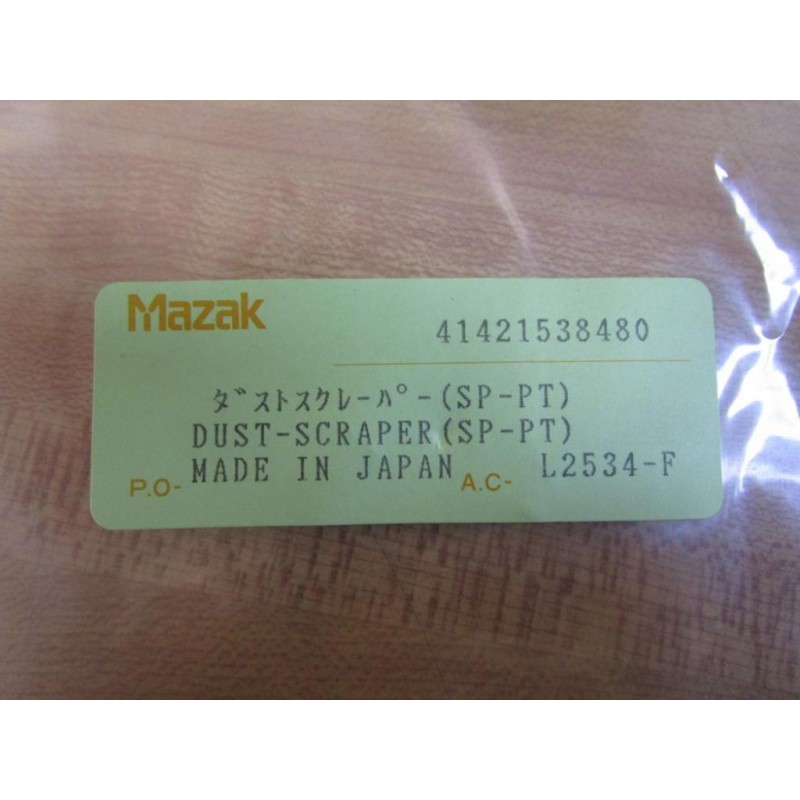 Mazak
41421538480
ﾀﾞｽﾄｽｸﾚｰﾊﾟｰ(SP-PT)
DUST-SCRAPER(SP-PT)
P.O- MADE IN JAPAN A.C- L2534-F